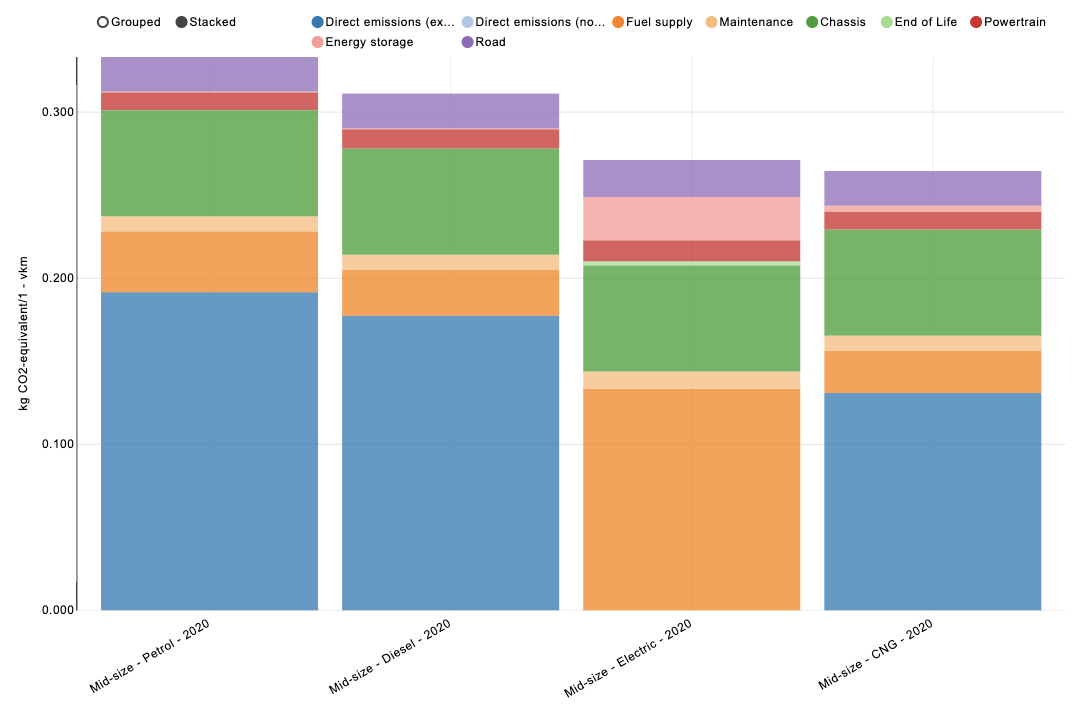 Grouped Stacked Direct emissions (ex... Direct emissions (no... Fuel supply Maintenance Chassis End of Life Powertrain
Energy storage Road
kg CO2-equivalent/1 - vkm
0.300
0.200
0.100
0.000
Mid-size - Petrol - 2020
Mid-size - Diesel - 2020
Mid-size - Electric - 2020
Mid-size - CNG - 2020